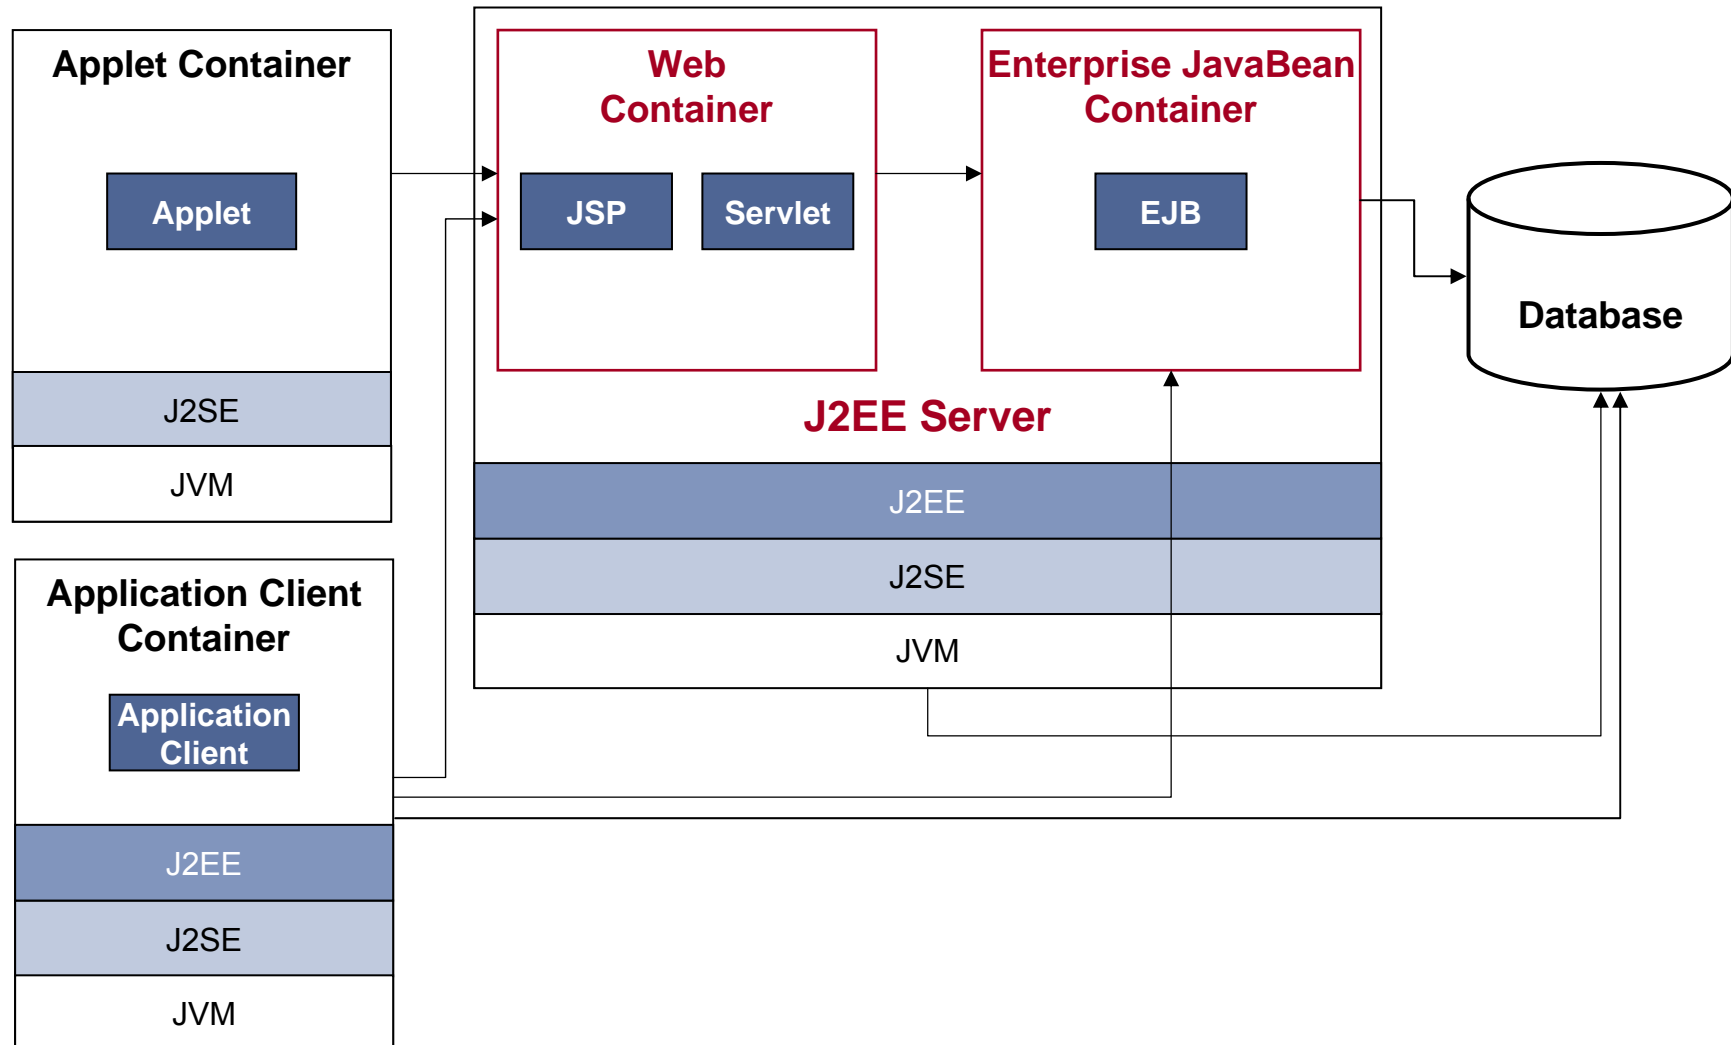 Applet Container
Applet
J2SE
JVM
Application Client
Container
Application
Client
J2EE
J2SE
JVM
Web
Container
JSP
Servlet
Enterprise JavaBean
Container
EJB
J2EE Server
J2EE
J2SE
JVM
Database